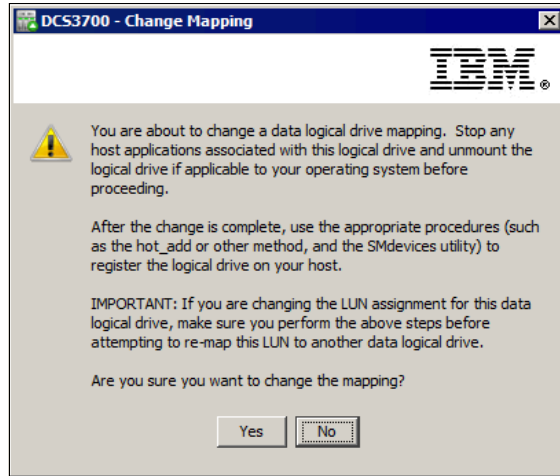 DCS3700 - Change Mapping
IBM®
You are about to change a data logical drive mapping. Stop any
host applications associated with this logical drive and unmount the
logical drive if applicable to your operating system before
proceeding.
After the change is complete, use the appropriate procedures (such
as the hot_add or other method, and the SMdevices utility) to
register the logical drive on your host.
IMPORTANT: If you are changing the LUN assignment for this data
logical drive, make sure you perform the above steps before
attempting to re-map this LUN to another data logical drive.
Are you sure you want to change the mapping?
Yes No